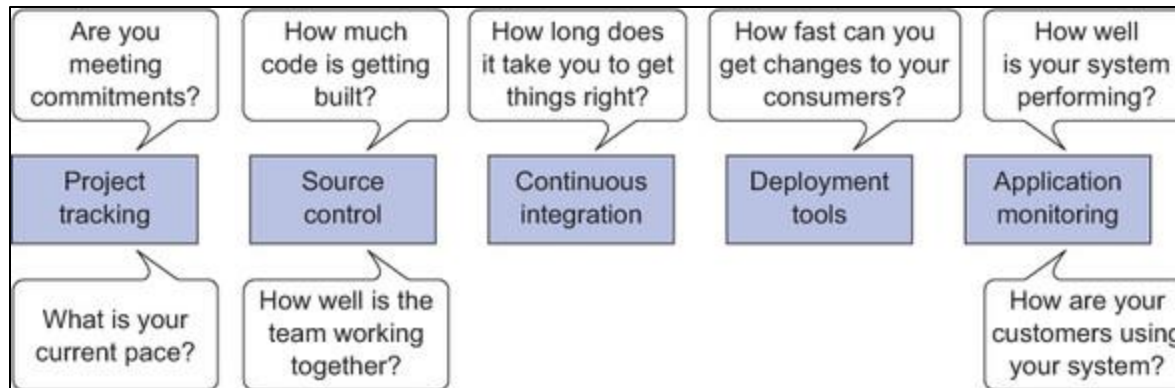 Are you
meeting
commitments?
How much
code is getting
built?
How long does
it take you to get
things right?
How fast can you
get changes to your
consumers?
How well
is your system
performing?
Project
tracking
Source
control
Continuous
integration
Deployment
tools
Application
monitoring
What is your
current pace?
How well is the
team working
together?
How are your
customers using
your system?